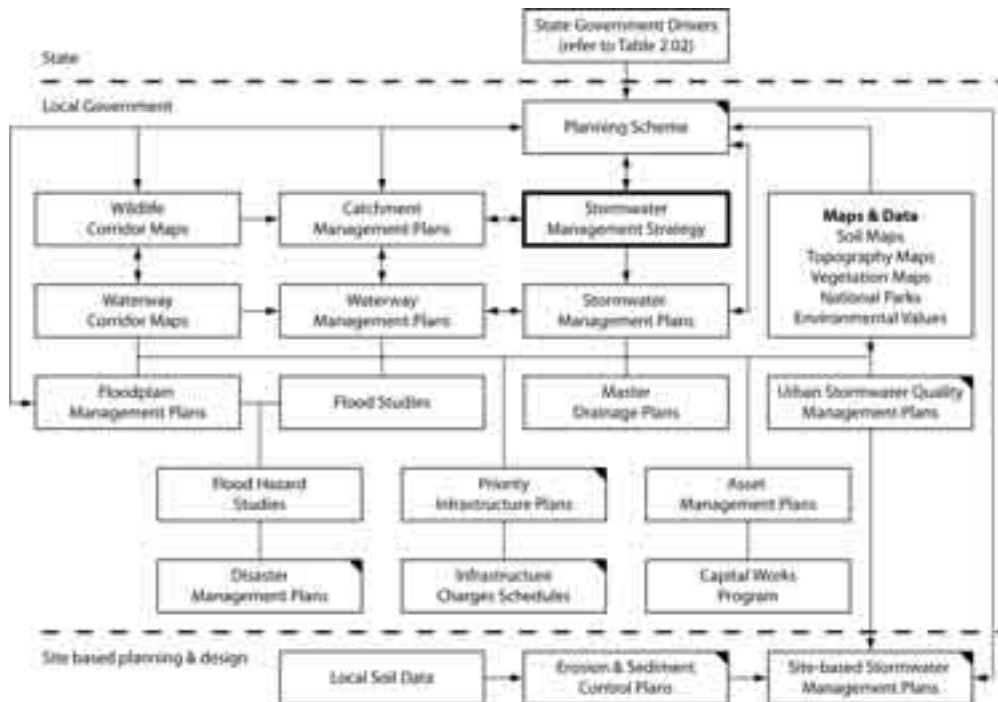 State Government Drivers
(refer to Table 2.02)
State
Local Government
Planning Scheme
Wildlife
Corridor Maps
Catchment
Management Plans
Stormwater
Management Strategy
Maps & Data
Soil Maps
Topography Maps
Vegetation Maps
National Parks
Environmental Values
Waterway
Corridor Maps
Waterway
Management Plans
Stormwater
Management Plans
Floodplain
Management Plans
Flood Studies
Master
Drainage Plans
Urban Stormwater Quality
Management Plans
Flood Hazard
Studies
Priority
Infrastructure Plans
Asset
Management Plans
Disaster
Management Plans
Infrastructure
Charges Schedules
Capital Works
Program
Site based planning & design
Local Soil Data
Erosion & Sediment
Control Plans
Site-based Stormwater
Management Plans